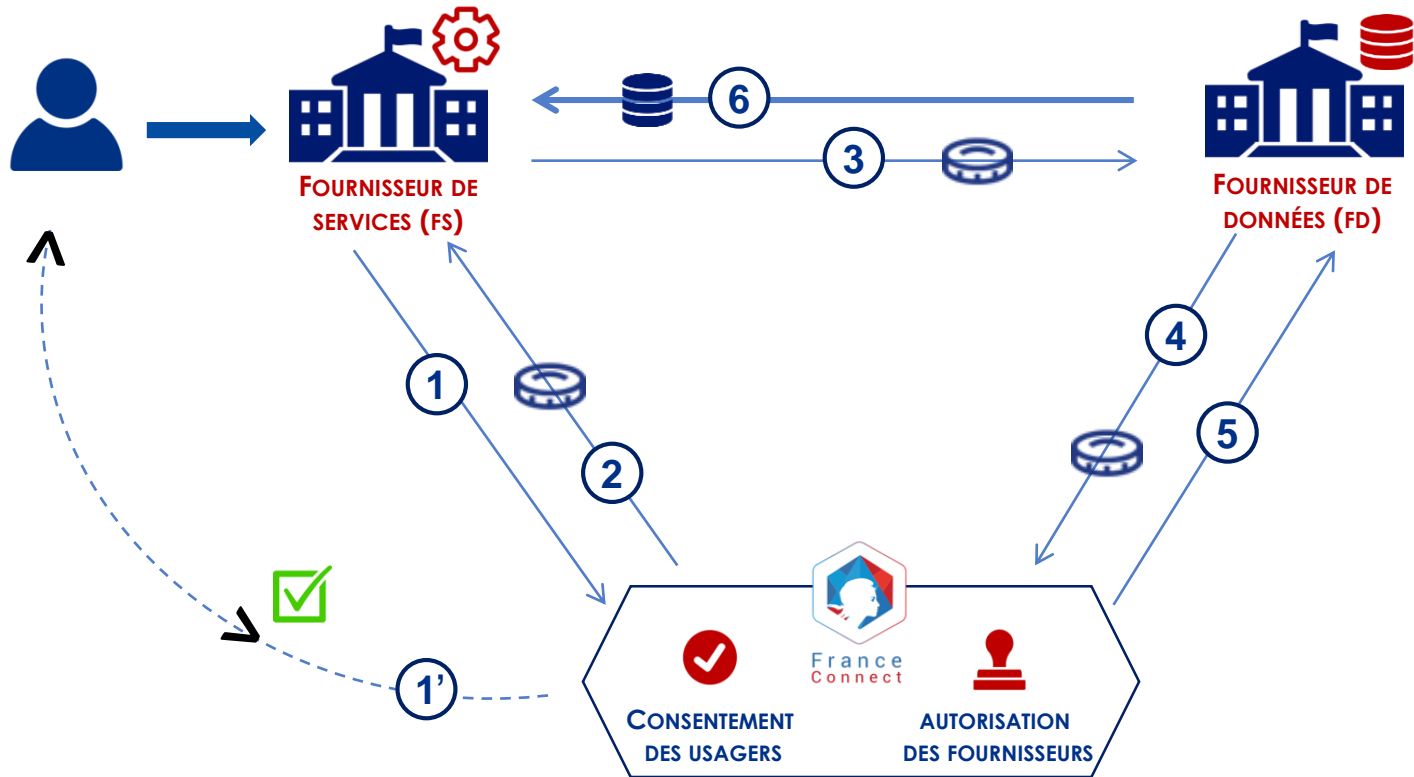 6
3
FOURNISSEUR DE
SERVICES (FS)
FOURNISSEUR DE
DONNÉES (FD)
1
2
4
5
1’
France
Connect
CONSENTEMENT
DES USAGERS
AUTORISATION
DES FOURNISSEURS